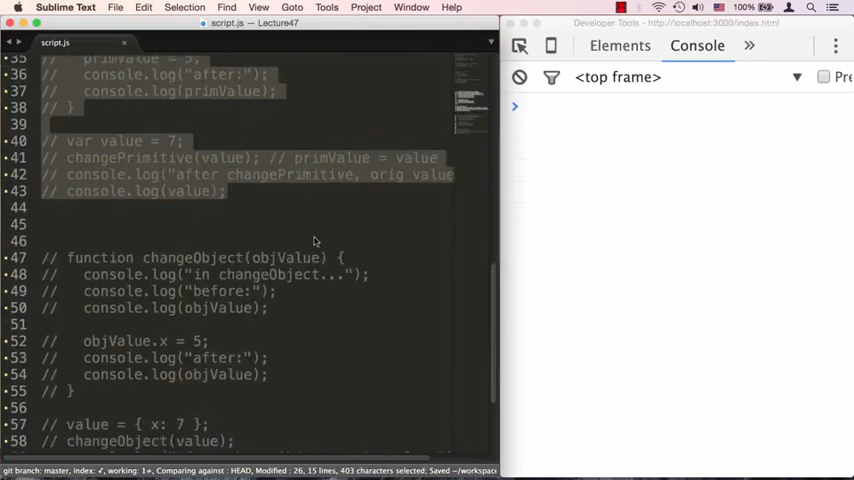 Sublime Text File Edit Selection Find View Goto Tools Project Window Help 100%
script.js — Lecture47
script.js
35 // primValue = 5;
36 // console.log("after:");
37 // console.log(primValue);
38 // }
39
40 // var value = 7;
41 // changePrimitive(value); // primValue = value
42 // console.log("after changePrimitive, orig value
43 // console.log(value);
44
45
46
47 // function changeObject(objValue) {
48 // console.log("in changeObject...");
49 // console.log("before:");
50 // console.log(objValue);
51
52 // objValue.x = 5;
53 // console.log("after:");
54 // console.log(objValue);
55 // }
56
57 // value = { x: 7 };
58 // changeObject(value);
git branch: master, index: ✓, working: 1≠, Comparing against : HEAD, Modified : 26, 15 lines, 403 characters selected; Saved ~/workspac
Developer Tools - http://localhost:3000/index.html
Elements Console »
<top frame> ▼ Pre
>